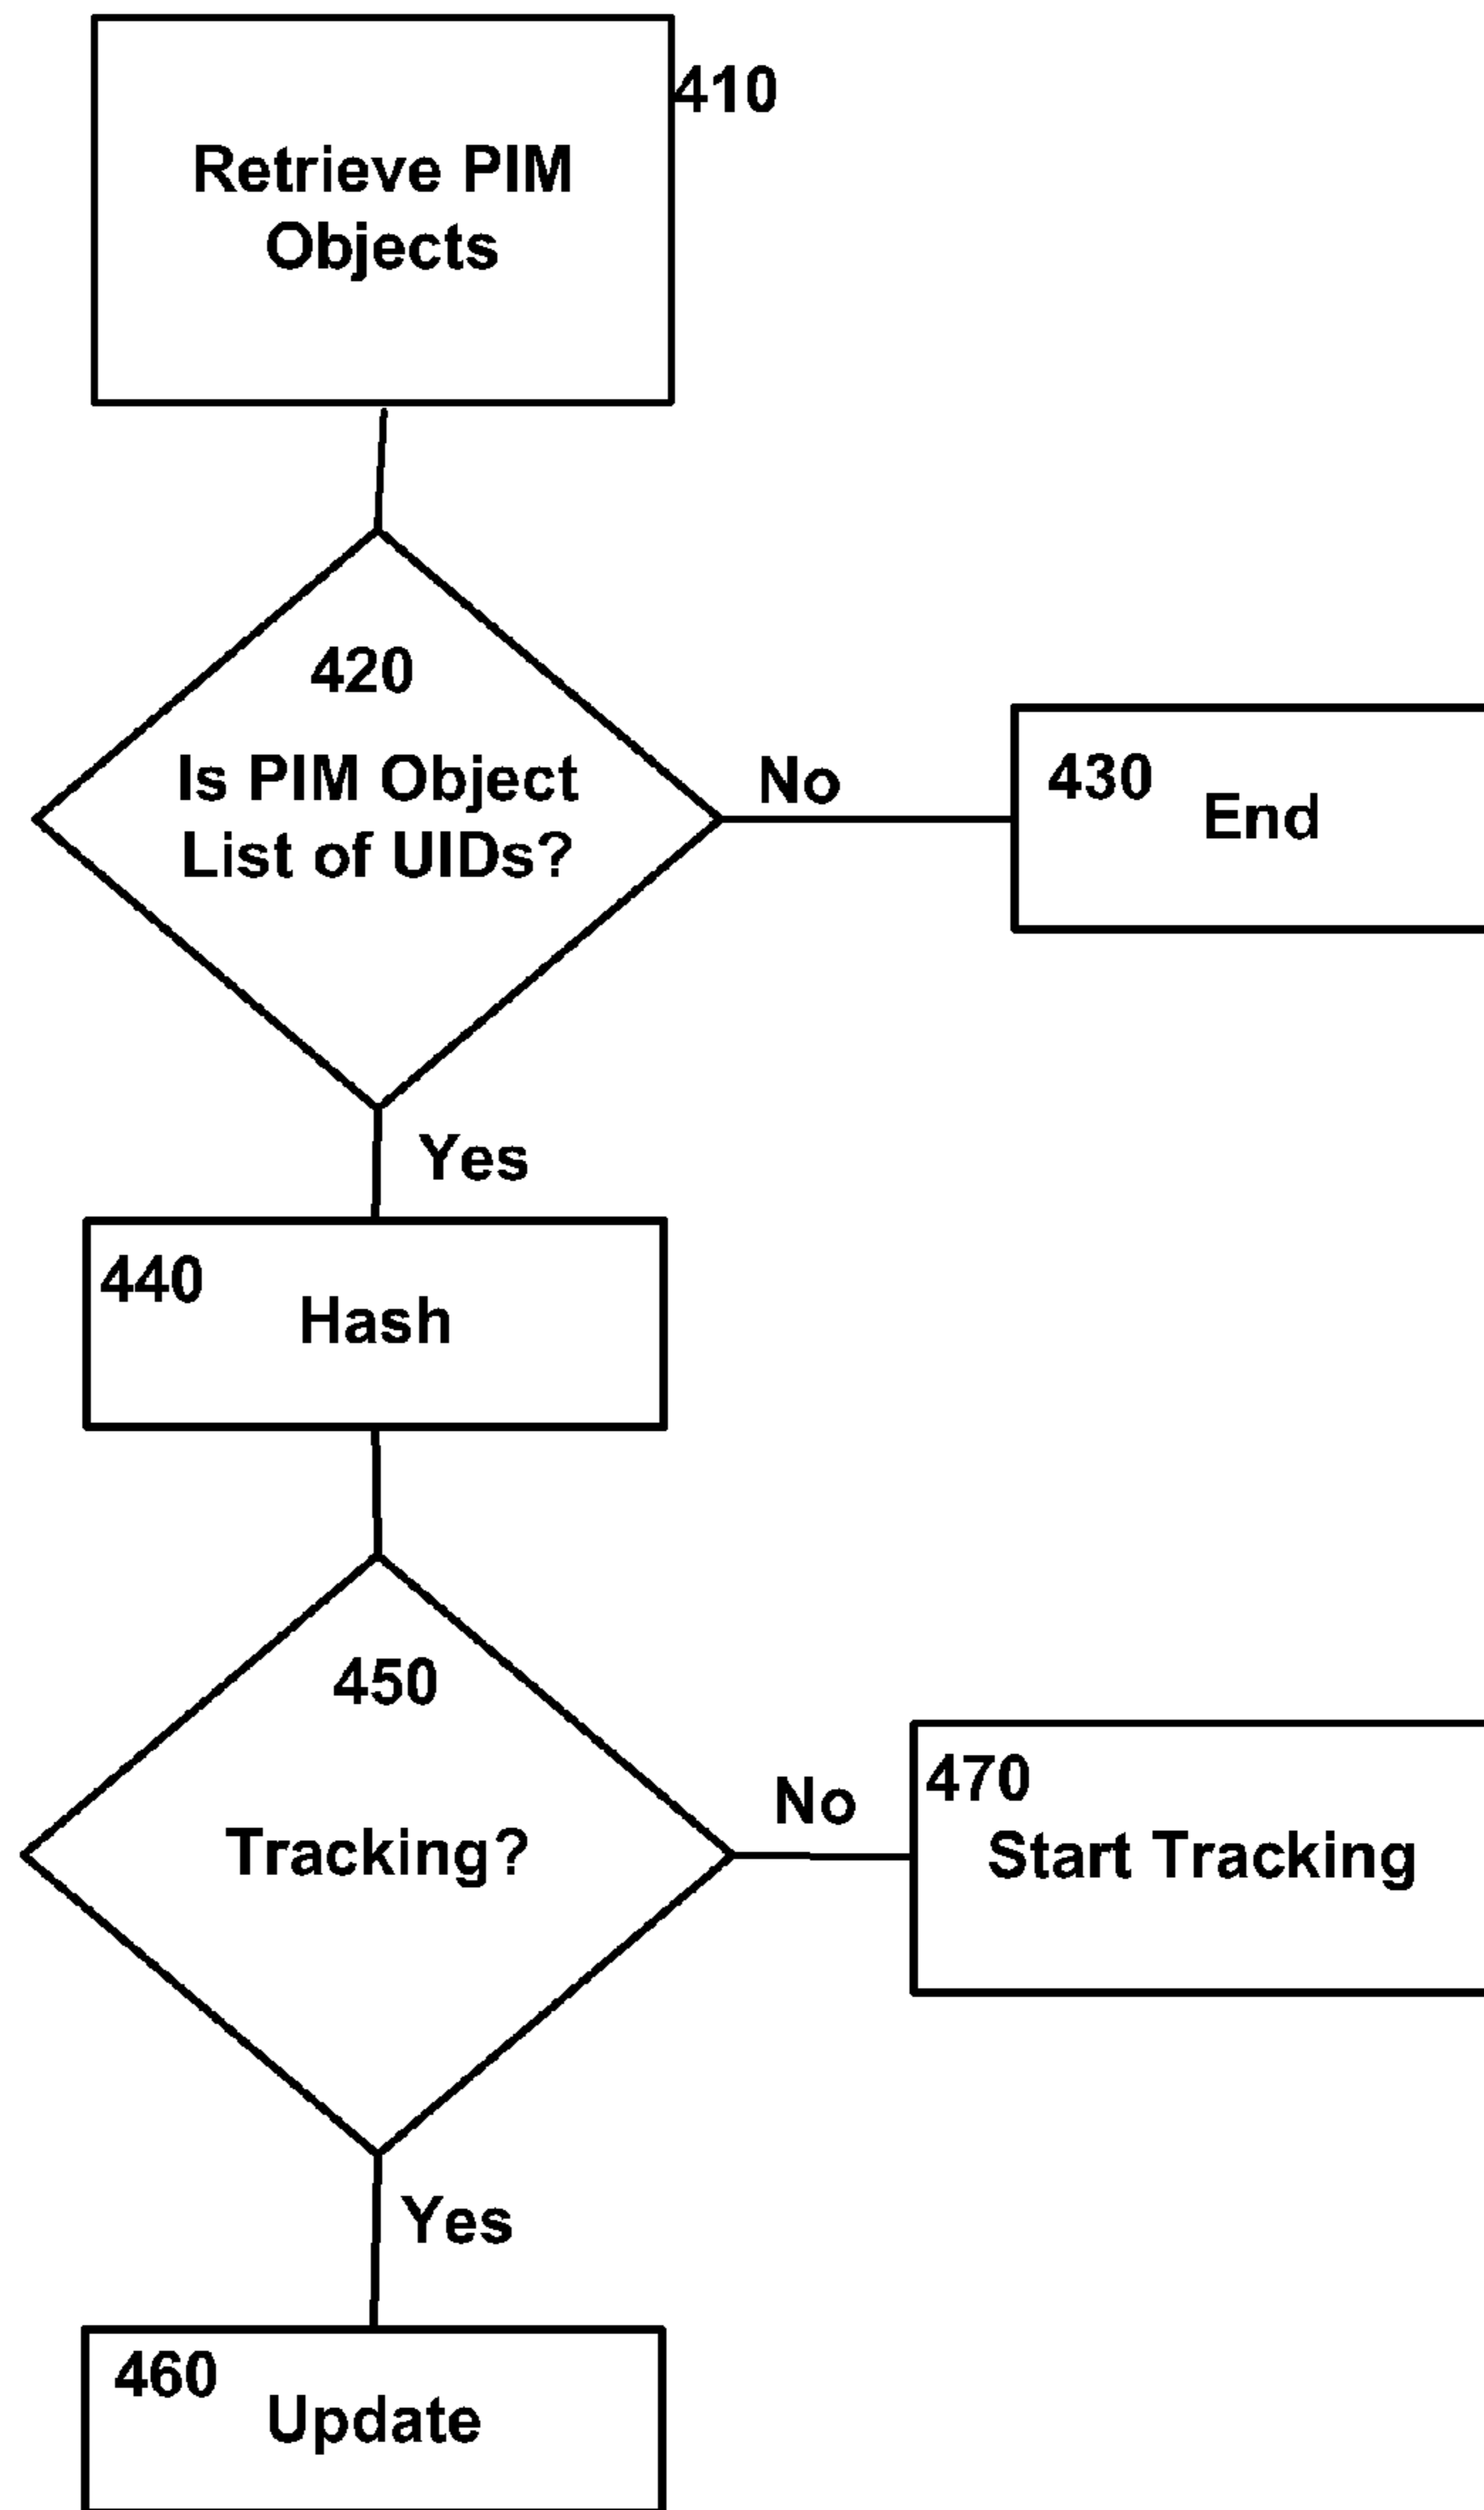 410
Retrieve PIM
Objects
420
Is PIM Object
List of UIDs?
No
430
End
Yes
440
Hash
450
Tracking?
No
470
Start Tracking
Yes
460
Update